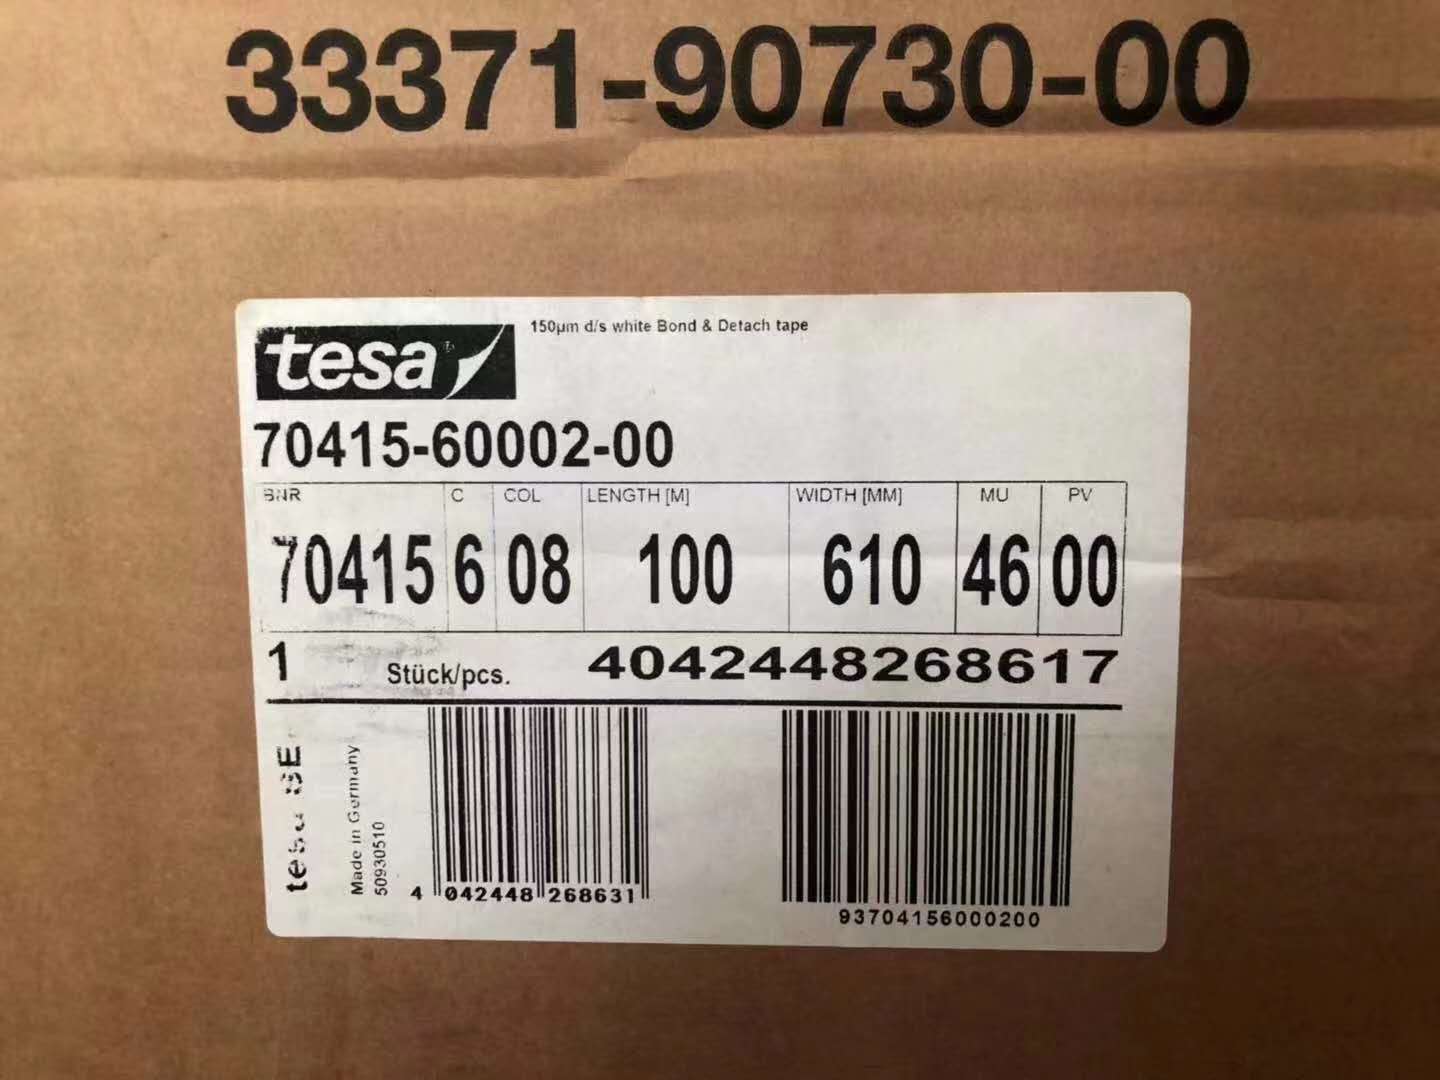 33371-90730-00
tesa
150µm d/s white Bond & Detach tape
70415-60002-00
BNR C COL LENGTH [M] WIDTH [MM] MU PV
70415 6 08 100 610 46 00
1 Stück/pcs. 4042448268617
tesa SE
Made in Germany
50930510
4 042448 268631
93704156000200